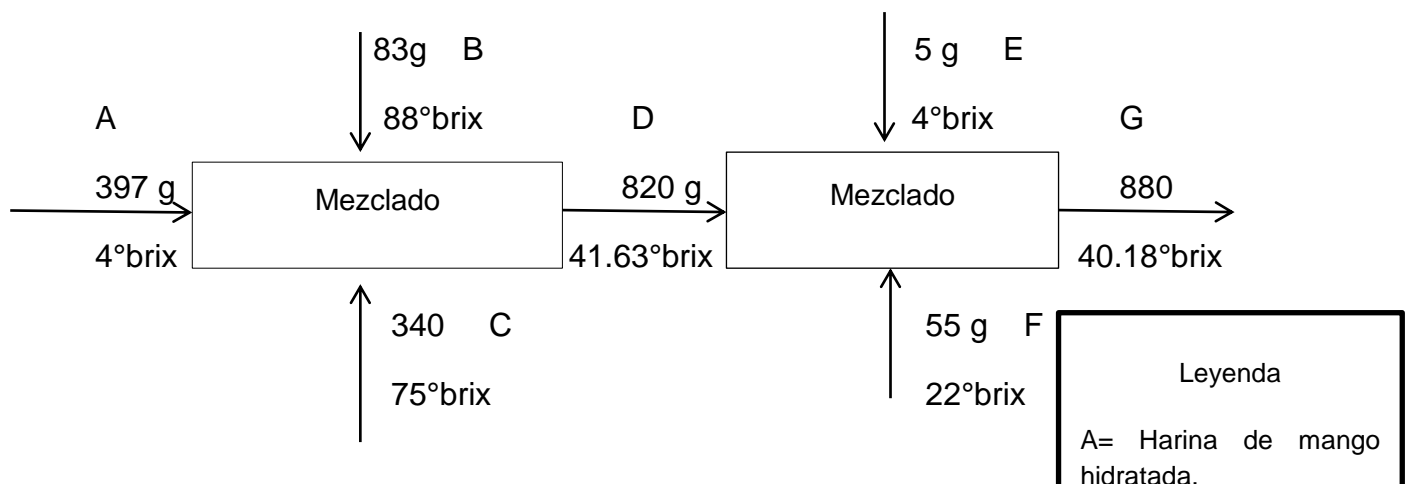 83g B
88°brix
5 g E
4°brix
A
397 g
4°brix
Mezclado
D
820 g
41.63°brix
Mezclado
G
880
40.18°brix
340 C
75°brix
55 g F
22°brix
Leyenda
A= Harina de mango
hidratada.